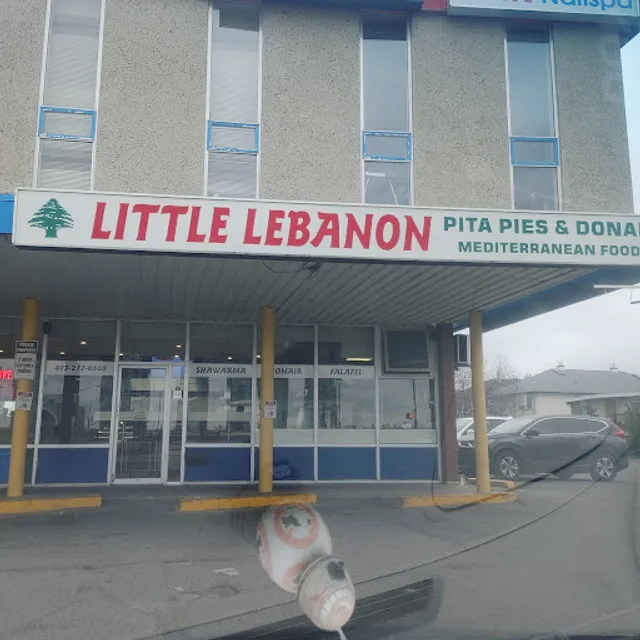 Nailspa
LITTLE LEBANON
PITA PIES & DONAI
MEDITERRANEAN FOOD
SHAWARMA DONAIR FALAFEL